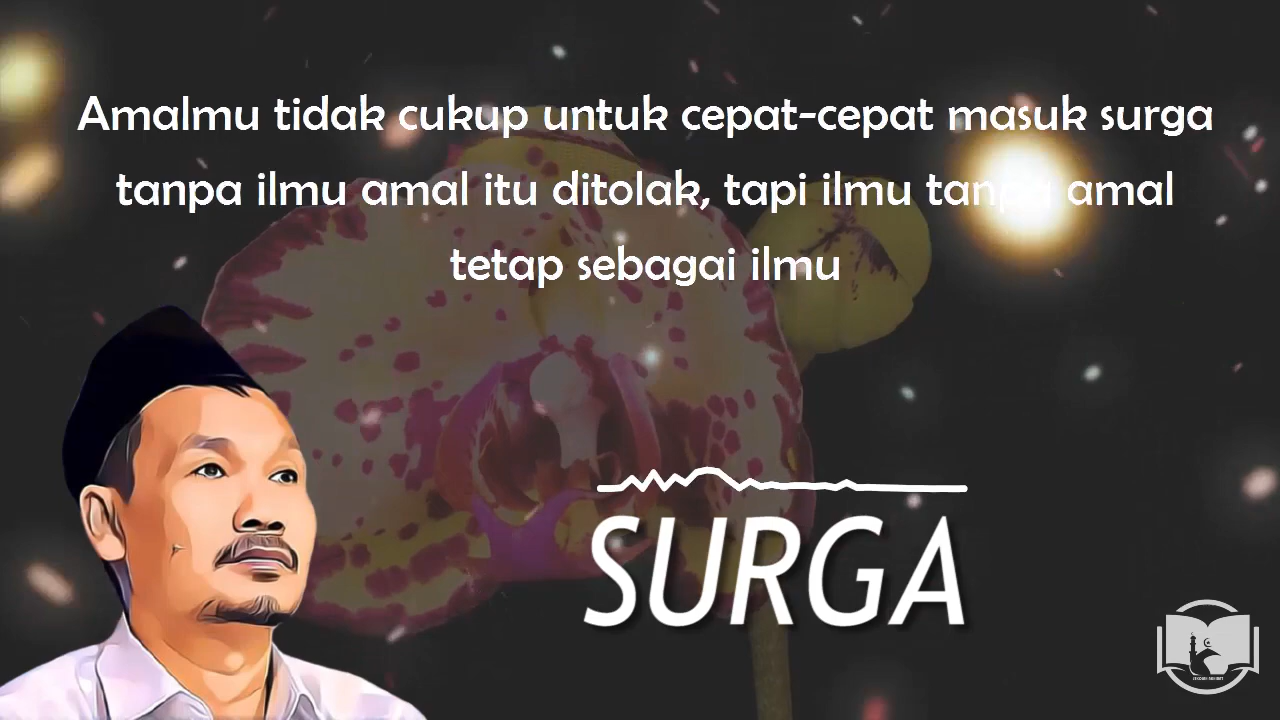 Amalmu tidak cukup untuk cepat-cepat masuk surga
tanpa ilmu amal itu ditolak, tapi ilmu tanpa amal
tetap sebagai ilmu
SURGA